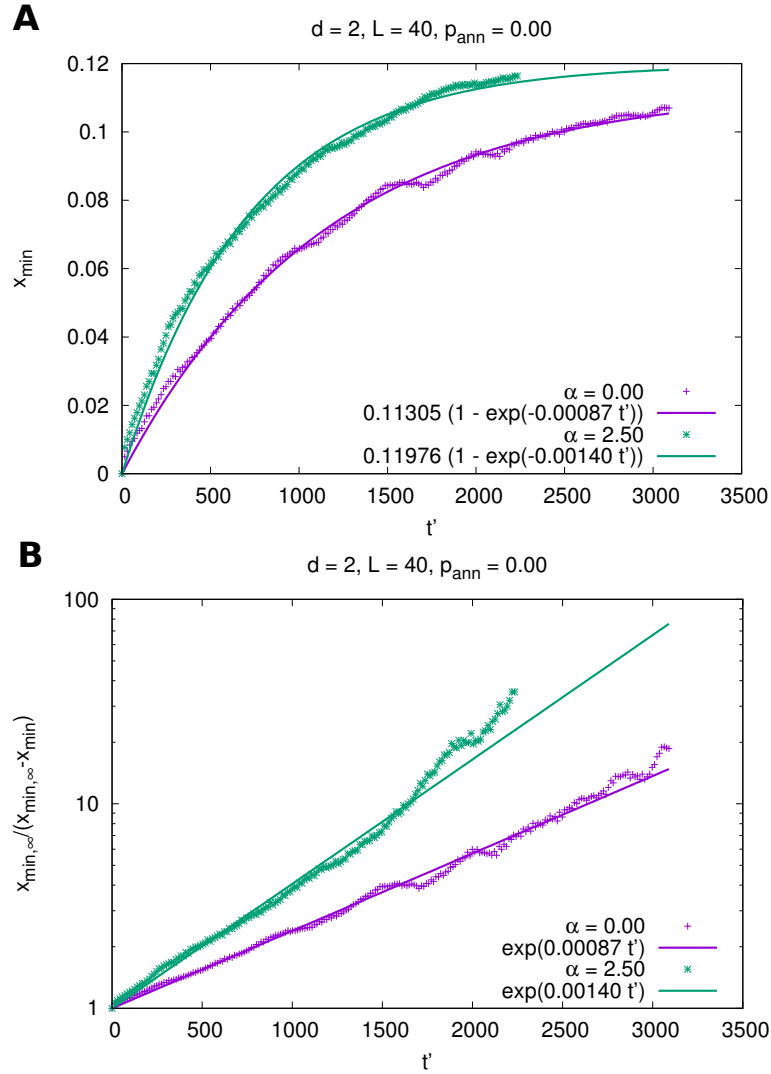 A
d = 2, L = 40, p_ann = 0.00
0.12
0.1
0.08
0.06
0.04
0.02
0
x_min
α = 0.00
0.11305 (1 - exp(-0.00087 t'))
α = 2.50
0.11976 (1 - exp(-0.00140 t'))
0 500 1000 1500 2000 2500 3000 3500
t'
B
d = 2, L = 40, p_ann = 0.00
100
10
1
x_min,∞/(x_min,∞-x_min)
α = 0.00
exp(0.00087 t')
α = 2.50
exp(0.00140 t')
0 500 1000 1500 2000 2500 3000 3500
t'